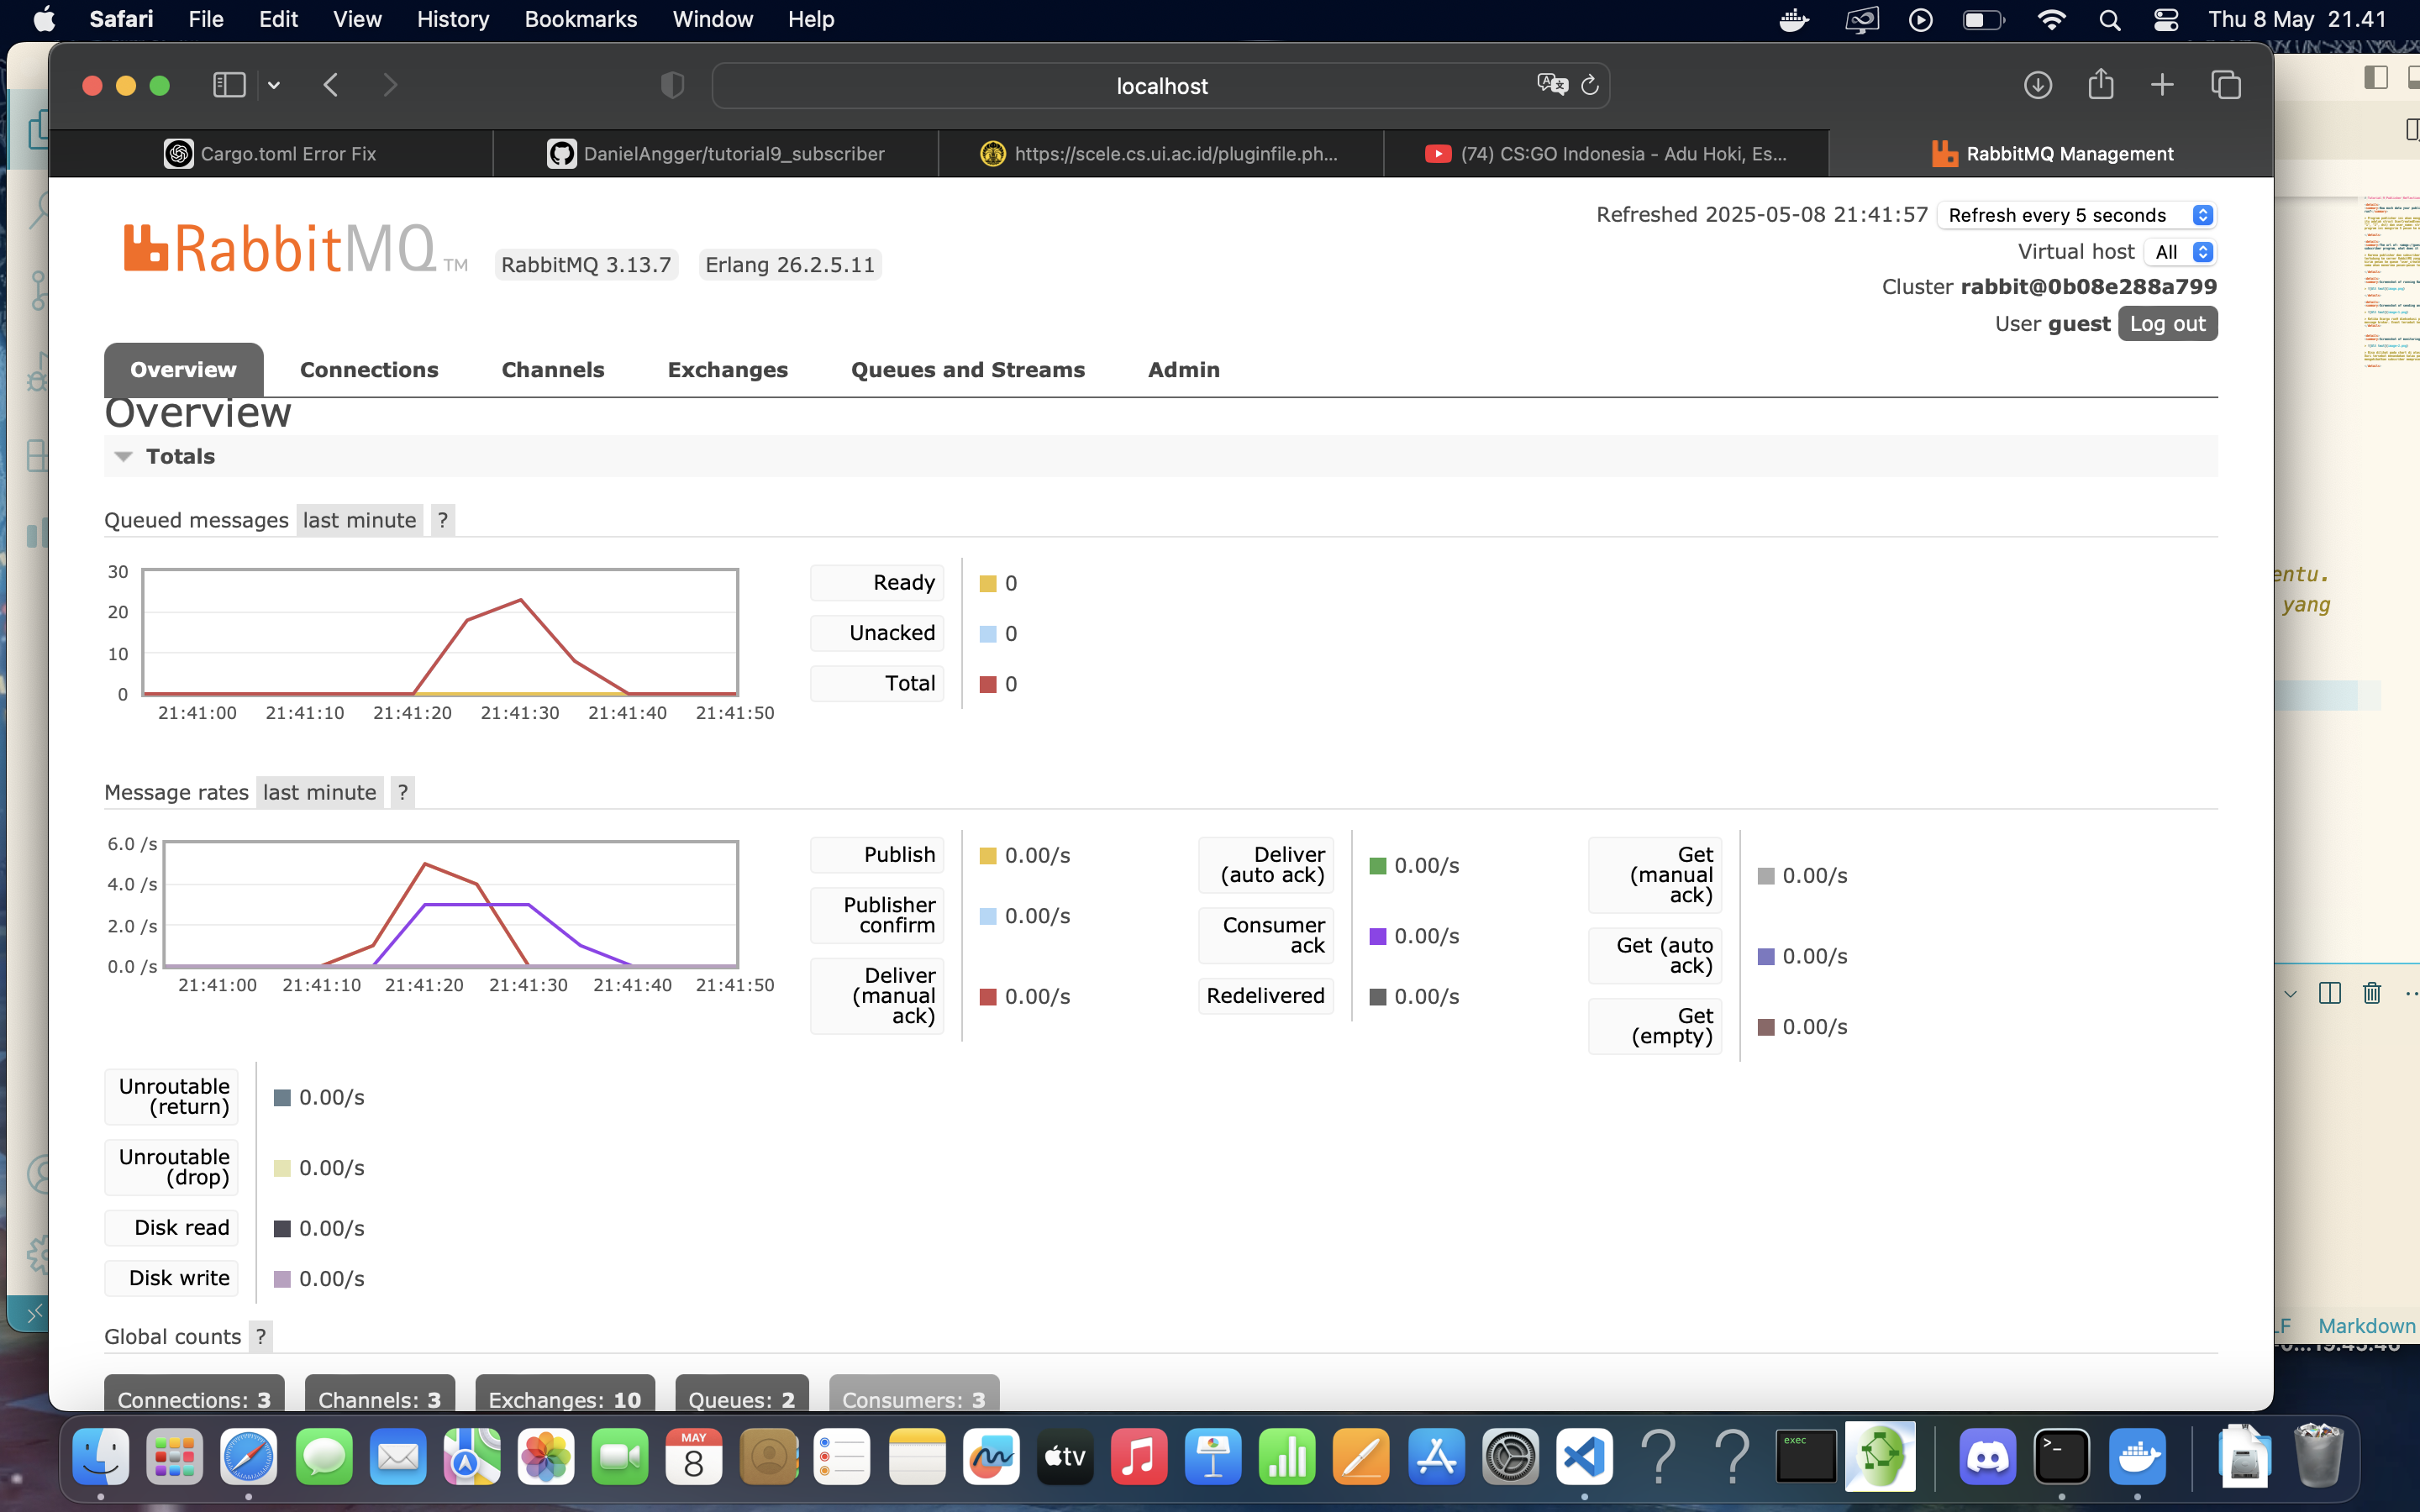 Safari File Edit View History Bookmarks Window Help Thu 8 May 21.41
localhost
Cargo.toml Error Fix
DanielAngger/tutorial9_subscriber
https://scele.cs.ui.ac.id/pluginfile.ph...
(74) CS:GO Indonesia - Adu Hoki, Es...
RabbitMQ Management
RabbitMQ TM
RabbitMQ 3.13.7
Erlang 26.2.5.11
Refreshed 2025-05-08 21:41:57
Refresh every 5 seconds
Virtual host All
Cluster rabbit@0b08e288a799
User guest Log out
Overview Connections Channels Exchanges Queues and Streams Admin
Overview
Totals
Queued messages last minute ?
30
20
10
0
21:41:00 21:41:10 21:41:20 21:41:30 21:41:40 21:41:50
Ready 0
Unacked 0
Total 0
Message rates last minute ?
6.0 /s
4.0 /s
2.0 /s
0.0 /s
21:41:00 21:41:10 21:41:20 21:41:30 21:41:40 21:41:50
Publish 0.00/s
Publisher
confirm 0.00/s
Deliver
(manual
ack) 0.00/s
Deliver
(auto ack) 0.00/s
Consumer
ack 0.00/s
Redelivered 0.00/s
Get
(manual
ack) 0.00/s
Get (auto
ack) 0.00/s
Get
(empty) 0.00/s
Unroutable
(return) 0.00/s
Unroutable
(drop) 0.00/s
Disk read 0.00/s
Disk write 0.00/s
Global counts ?
Connections: 3 Channels: 3 Exchanges: 10 Queues: 2 Consumers: 3
entu.
yang
LF Markdown
MAY
8
tv
exec